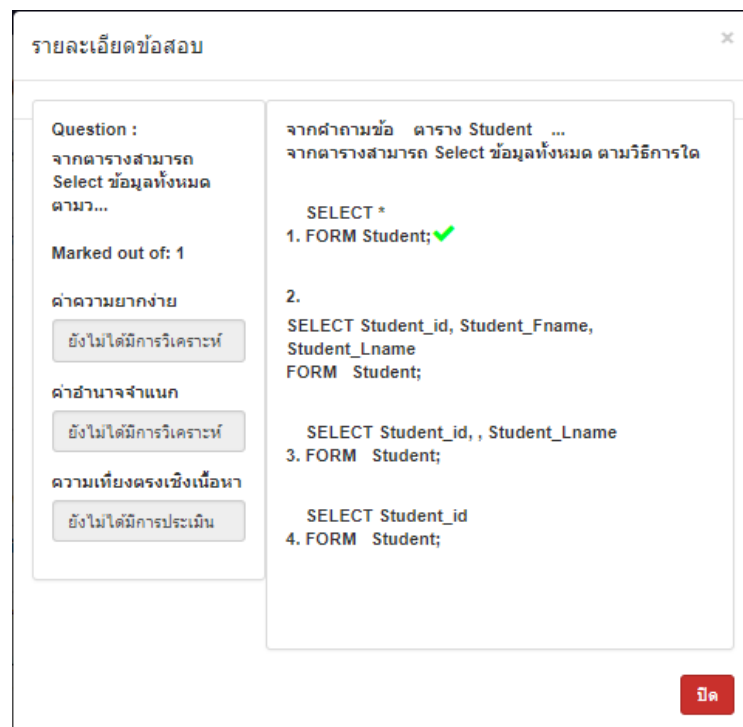 รายละเอียดข้อสอบ
×
Question :
จากตารางสามารถ
Select ข้อมูลทั้งหมด
ตามว...
Marked out of: 1
ค่าความยากง่าย
ยังไม่ได้มีการวิเคราะห์
ค่าอำนาจจำแนก
ยังไม่ได้มีการวิเคราะห์
ความเที่ยงตรงเชิงเนื้อหา
ยังไม่ได้มีการประเมิน
จากคำถามข้อ ตาราง Student ...
จากตารางสามารถ Select ข้อมูลทั้งหมด ตามวิธีการใด
SELECT *
1. FORM Student;
2.
SELECT Student_id, Student_Fname,
Student_Lname
FORM Student;
SELECT Student_id, , Student_Lname
3. FORM Student;
SELECT Student_id
4. FORM Student;
ปิด